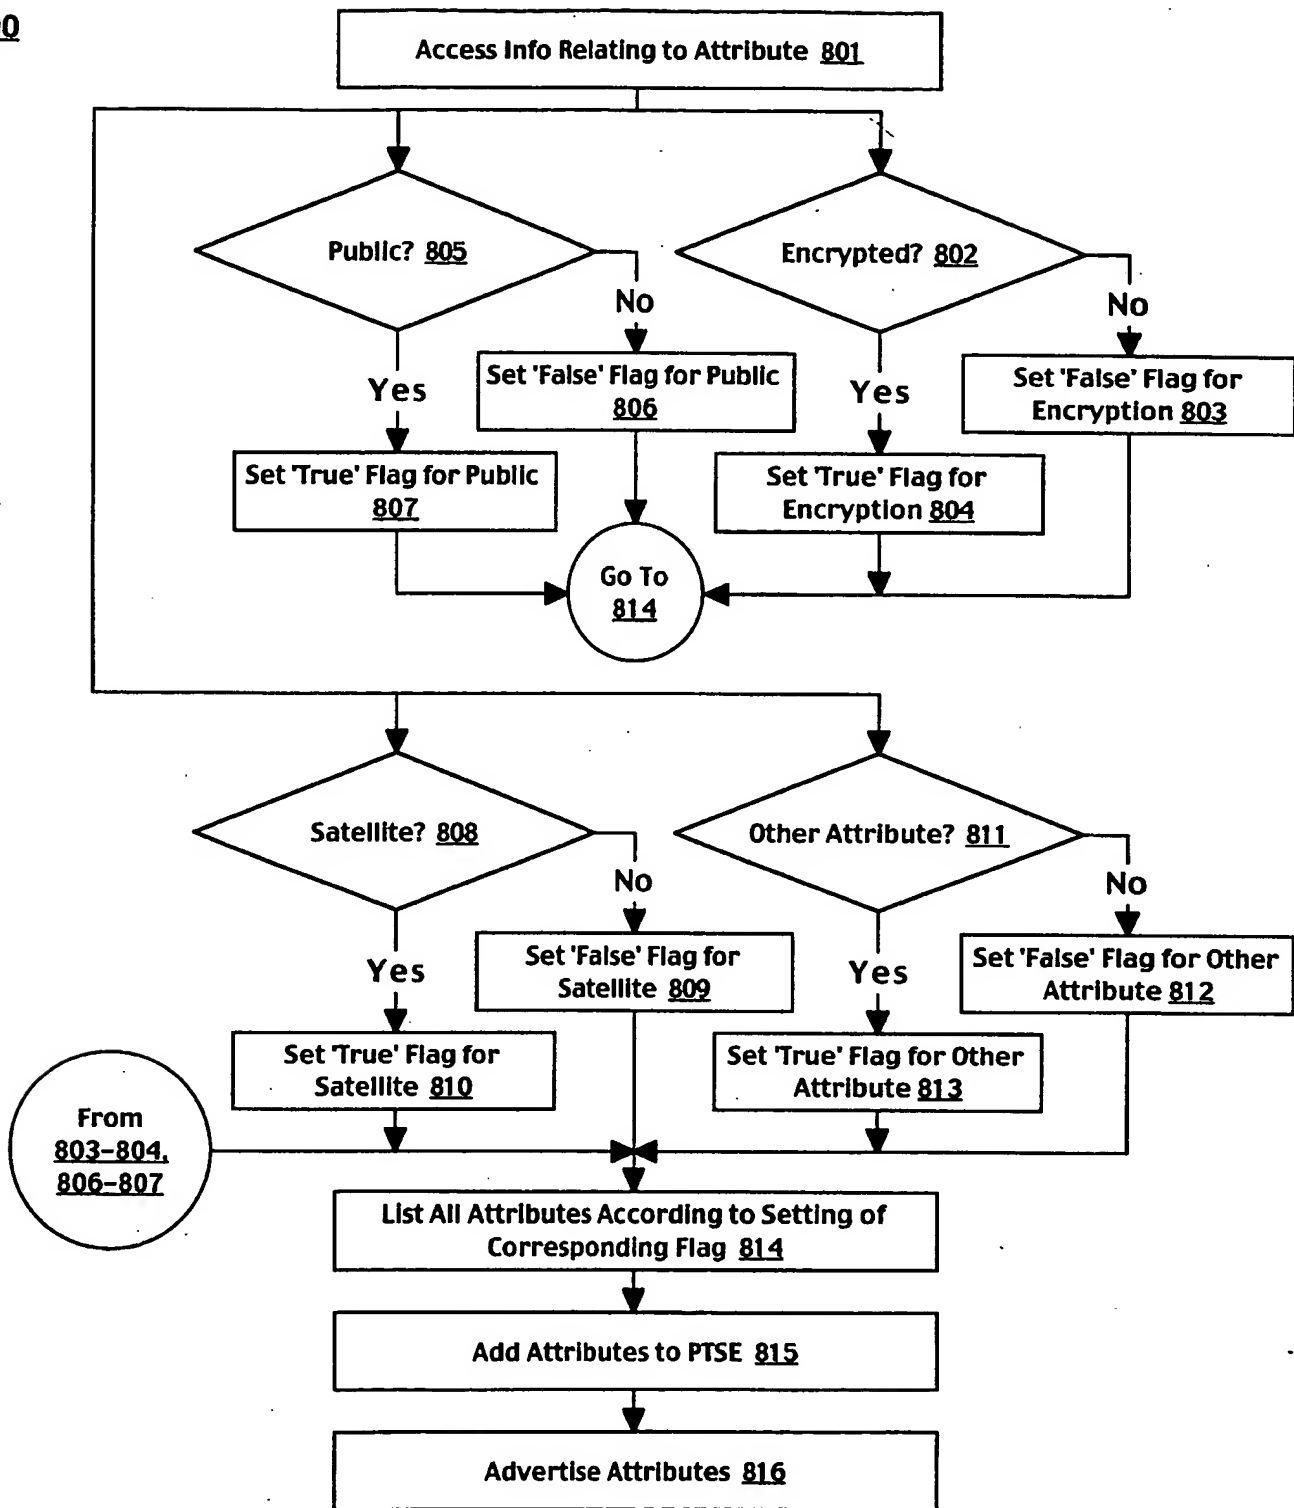 Access Info Relating to Attribute 801
Public? 805
Encrypted? 802
No
No
Set 'False' Flag for Public
806
Set 'False' Flag for
Encryption 803
Yes
Yes
Set 'True' Flag for Public
807
Set 'True' Flag for
Encryption 804
Go To
814
Satellite? 808
Other Attribute? 811
No
No
Set 'False' Flag for
Satellite 809
Set 'False' Flag for Other
Attribute 812
Yes
Yes
Set 'True' Flag for
Satellite 810
Set 'True' Flag for Other
Attribute 813
From
803-804,
806-807
List All Attributes According to Setting of
Corresponding Flag 814
Add Attributes to PTSE 815
Advertise Attributes 816